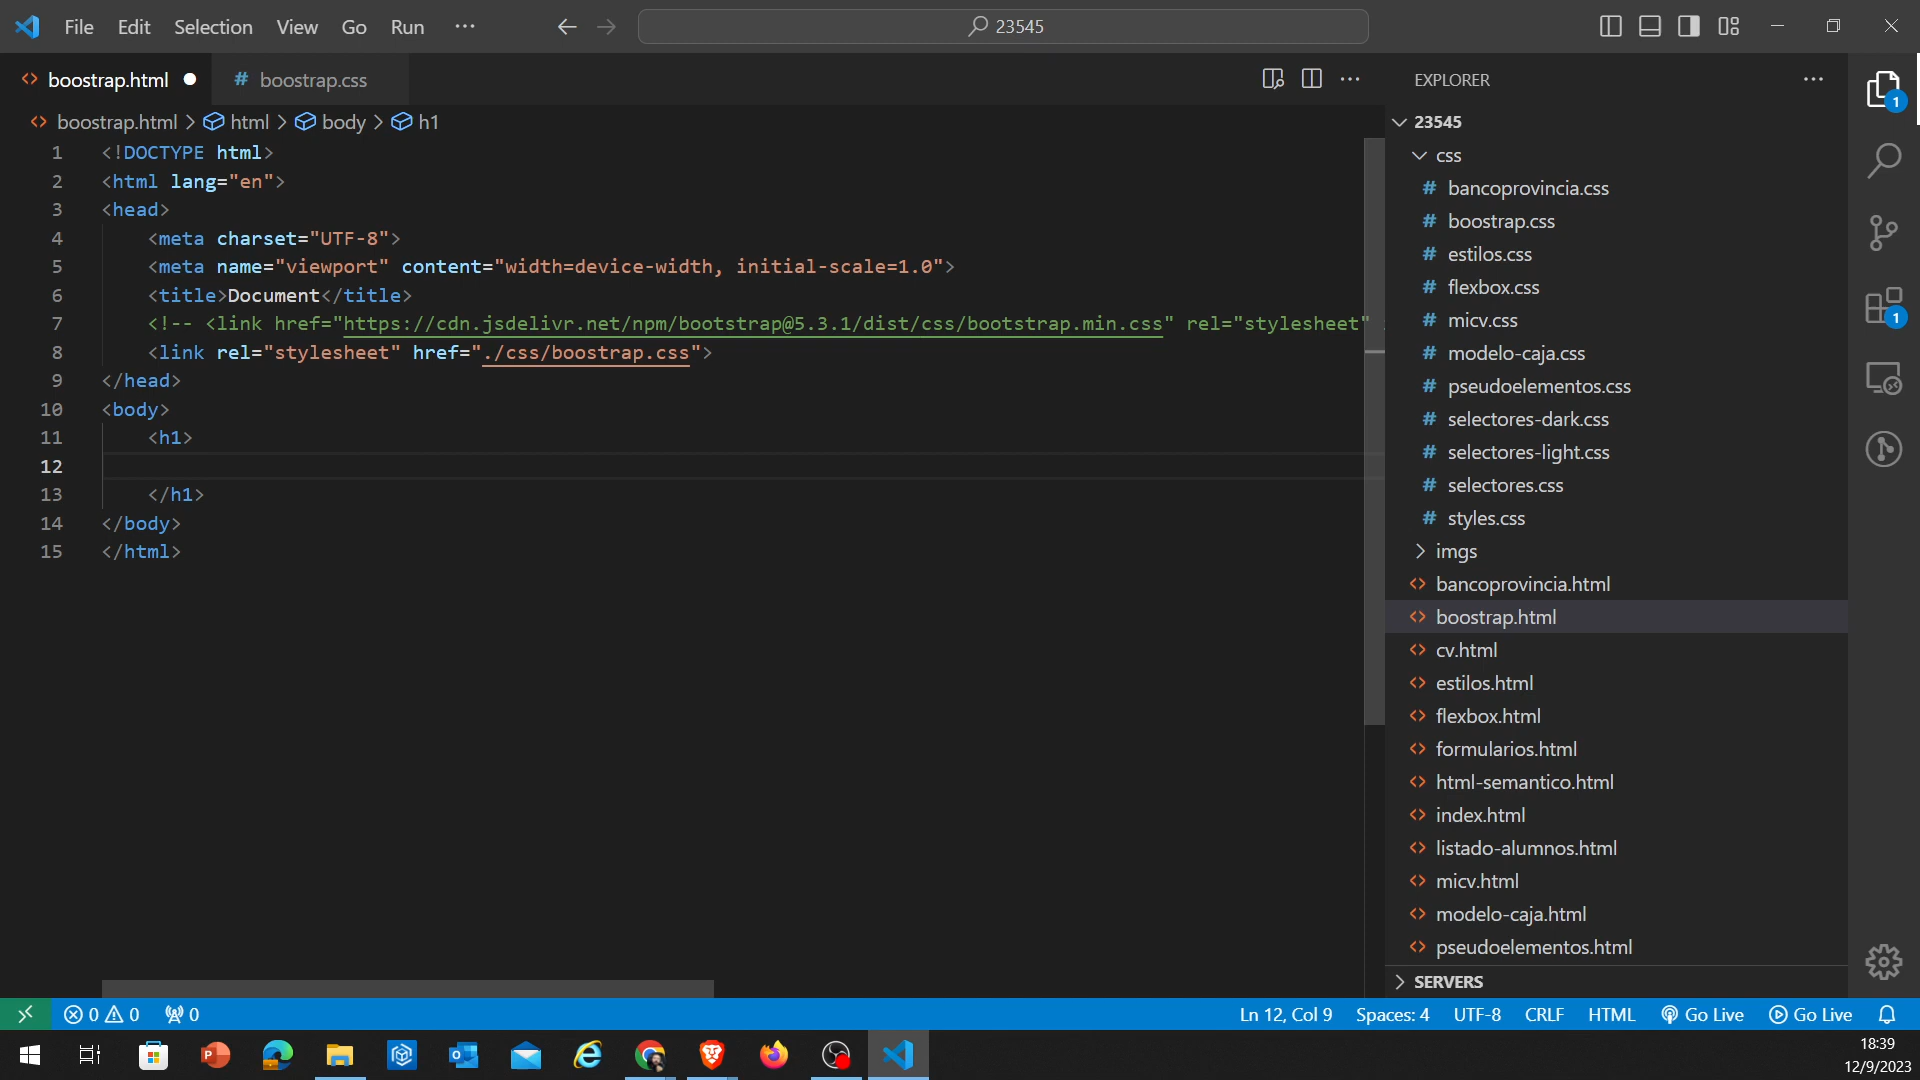 File Edit Selection View Go Run ··· 23545
boostrap.html # boostrap.css
boostrap.html > html > body > h1
1 <!DOCTYPE html>
2 <html lang="en">
3 <head>
4 <meta charset="UTF-8">
5 <meta name="viewport" content="width=device-width, initial-scale=1.0">
6 <title>Document</title>
7 <!-- <link href="https://cdn.jsdelivr.net/npm/bootstrap@5.3.1/dist/css/bootstrap.min.css" rel="stylesheet"
8 <link rel="stylesheet" href="./css/boostrap.css">
9 </head>
10 <body>
11 <h1>
12
13 </h1>
14 </body>
15 </html>
EXPLORER
23545
css
# bancoprovincia.css
# boostrap.css
# estilos.css
# flexbox.css
# micv.css
# modelo-caja.css
# pseudoelementos.css
# selectores-dark.css
# selectores-light.css
# selectores.css
# styles.css
imgs
<> bancoprovincia.html
<> boostrap.html
<> cv.html
<> estilos.html
<> flexbox.html
<> formularios.html
<> html-semantico.html
<> index.html
<> listado-alumnos.html
<> micv.html
<> modelo-caja.html
<> pseudoelementos.html
SERVERS
1
1
0 0 0 Ln 12, Col 9 Spaces: 4 UTF-8 CRLF HTML Go Live Go Live
18:39
12/9/2023